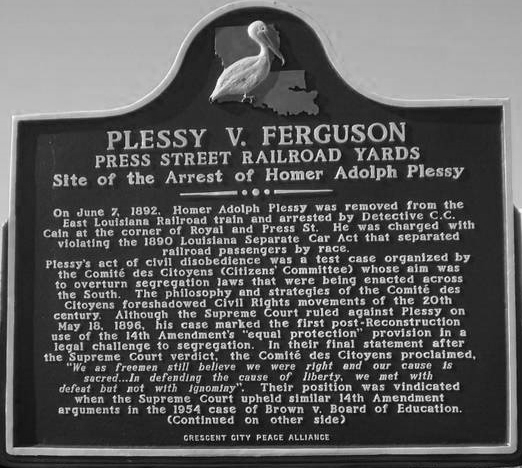 PLESSY V. FERGUSON
PRESS STREET RAILROAD YARDS
Site of the Arrest of Homer Adolph Plessy
On June 7, 1892, Homer Adolph Plessy was removed from the
East Louisiana Railroad train and arrested by Detective C.C.
Cain at the corner of Royal and Press St. He was charged with
violating the 1890 Louisiana Separate Car Act that separated
railroad passengers by race.
Plessy's act of civil disobedience was a test case organized by
the Comité des Citoyens (Citizens' Committee) whose aim was
to overturn segregation laws that were being enacted across
the South. The philosophy and strategies of the Comité des
Citoyens foreshadowed Civil Rights movements of the 20th
century. Although the Supreme Court ruled against Plessy on
May 18, 1896, his case marked the first post-Reconstruction
use of the 14th Amendment's "equal protection" provision in a
legal challenge to segregation. In their final statement after
the Supreme Court verdict, the Comité des Citoyens proclaimed,
"We as freemen still believe we were right and our cause is
sacred...In defending the cause of liberty, we met with
defeat but not with ignominy". Their position was vindicated
when the Supreme Court upheld similar 14th Amendment
arguments in the 1954 case of Brown v. Board of Education.
(Continued on other side)
CRESCENT CITY PEACE ALLIANCE